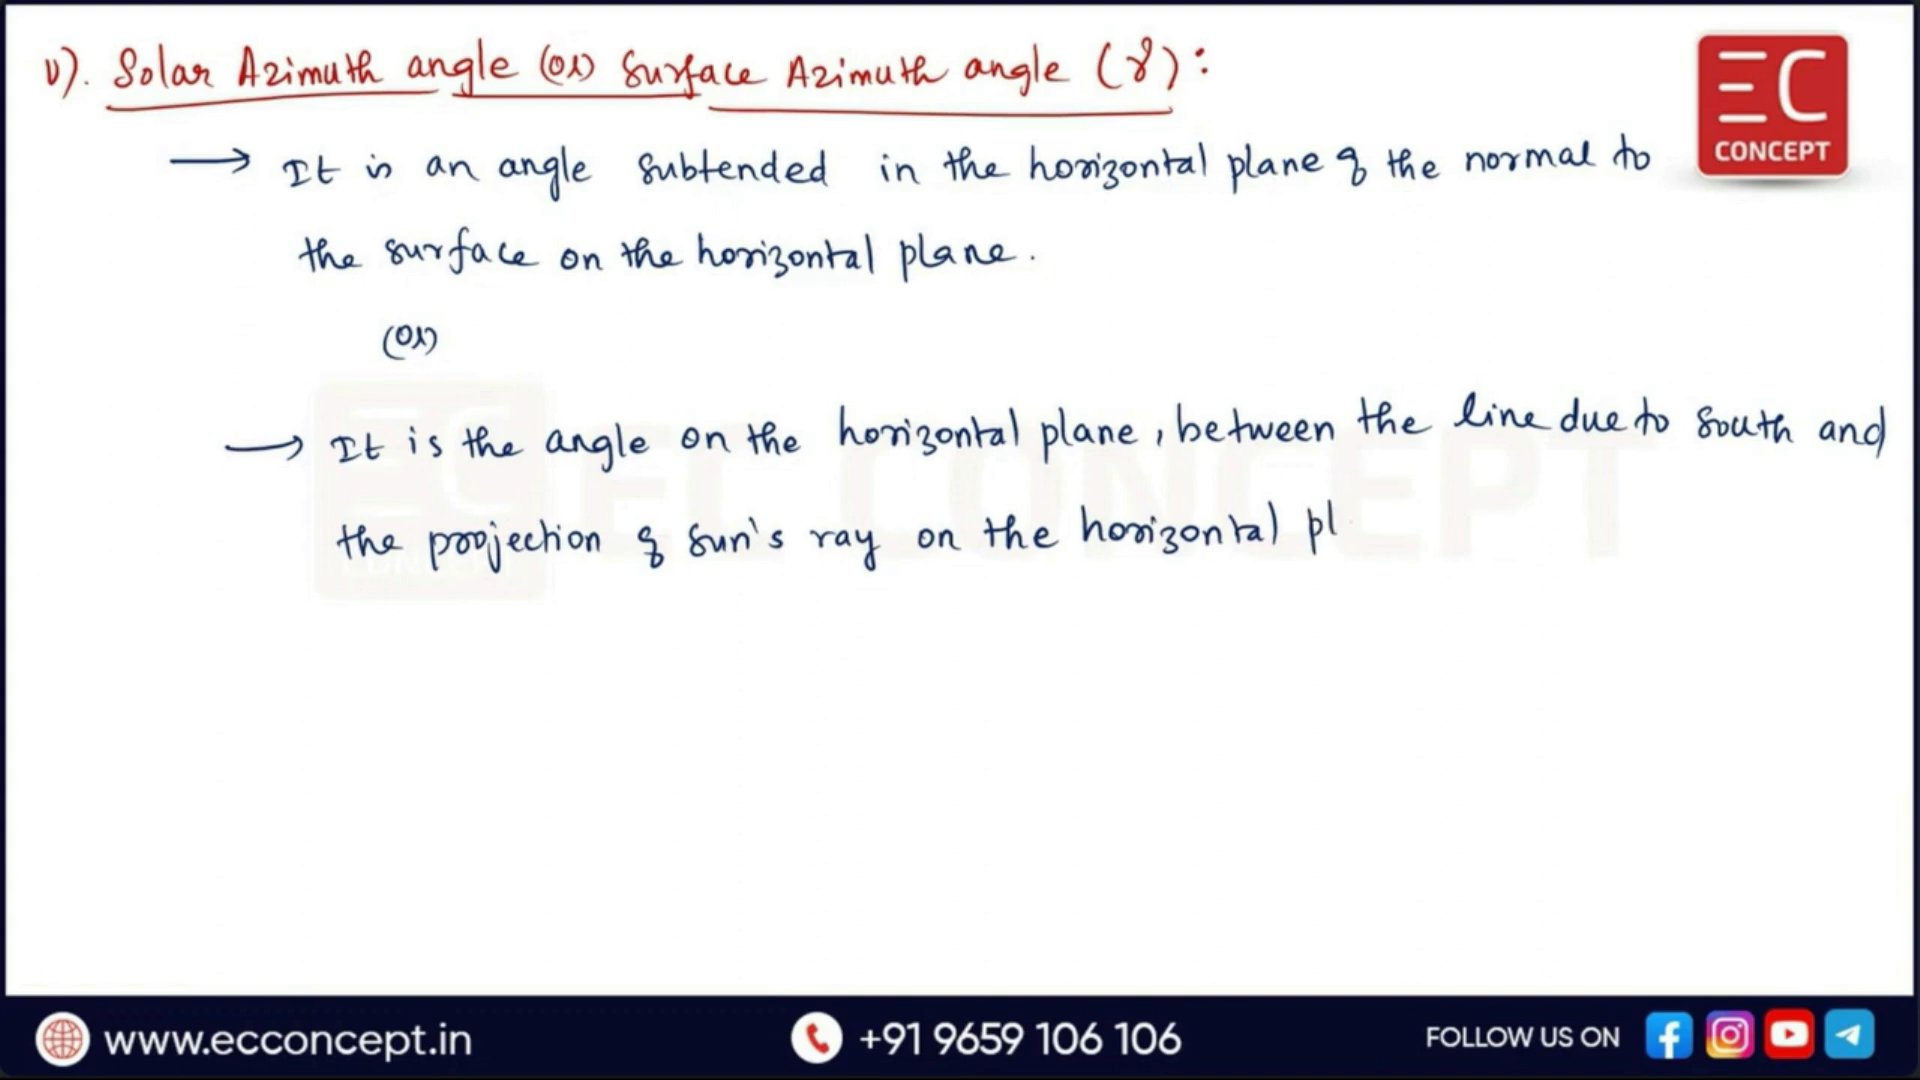 v). Solar Azimuth angle (or) Surface Azimuth angle (γ):
→ It is an angle subtended in the horizontal plane of the normal to
the surface on the horizontal plane.
(or)
→ It is the angle on the horizontal plane, between the line due to south and
the projection of sun's ray on the horizontal pl
EC
CONCEPT
EC CONCEPT
www.ecconcept.in
+91 9659 106 106
FOLLOW US ON